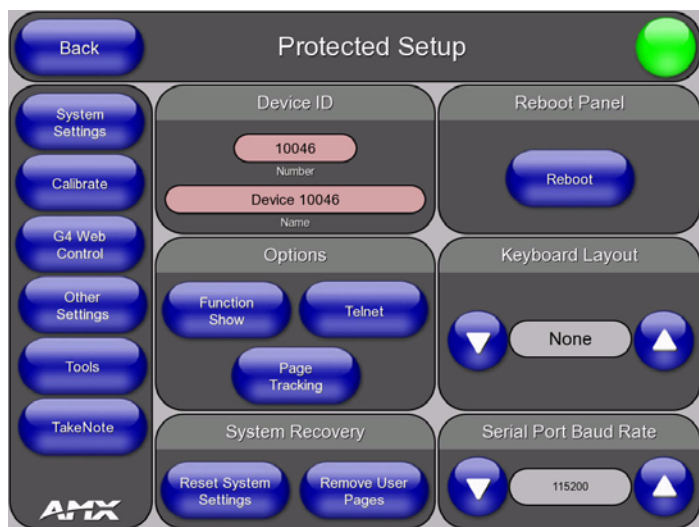 Back
Protected Setup
System
Settings
Calibrate
G4 Web
Control
Other
Settings
Tools
TakeNote
AMX
Device ID
10046
Number
Device 10046
Name
Reboot Panel
Reboot
Options
Function
Show
Telnet
Page
Tracking
Keyboard Layout
None
System Recovery
Reset System
Settings
Remove User
Pages
Serial Port Baud Rate
115200